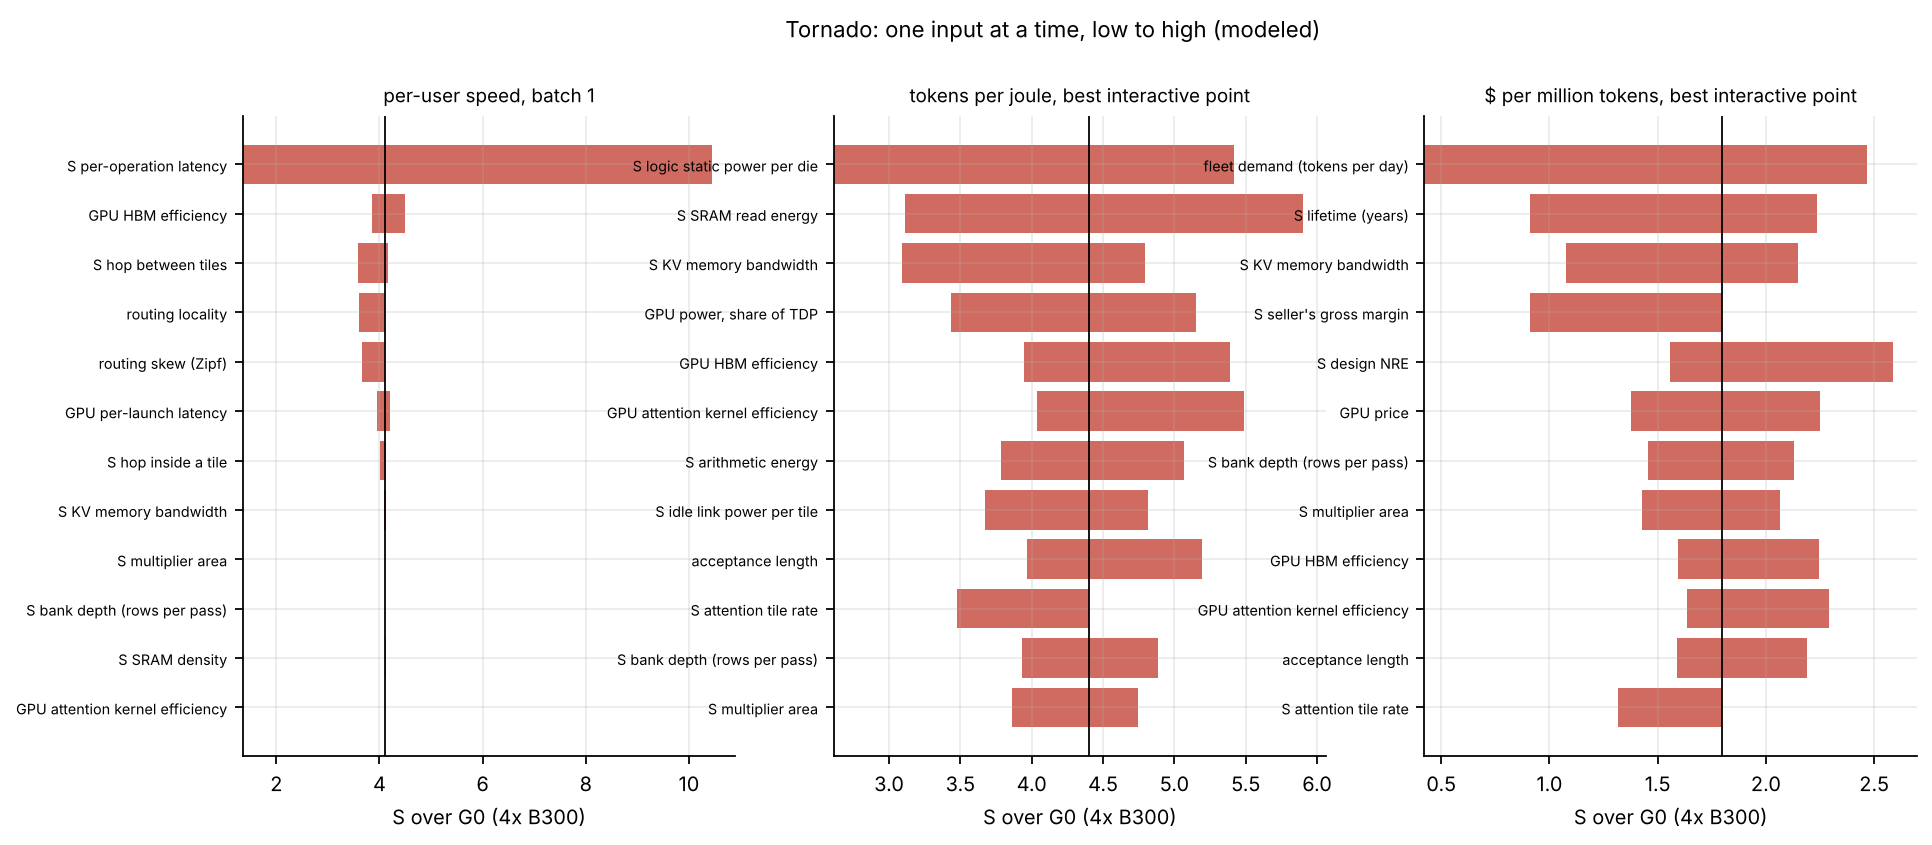 Tornado: one input at a time, low to high (modeled)
per-user speed, batch 1
S per-operation latency
GPU HBM efficiency
S hop between tiles
routing locality
routing skew (Zipf)
GPU per-launch latency
S hop inside a tile
S KV memory bandwidth
S multiplier area
S bank depth (rows per pass)
S SRAM density
GPU attention kernel efficiency
2 4 6 8 10
S over G0 (4x B300)
tokens per joule, best interactive point
S logic static power per die
S SRAM read energy
S KV memory bandwidth
GPU power, share of TDP
GPU HBM efficiency
GPU attention kernel efficiency
S arithmetic energy
S idle link power per tile
acceptance length
S attention tile rate
S bank depth (rows per pass)
S multiplier area
3.0 3.5 4.0 4.5 5.0 5.5 6.0
S over G0 (4x B300)
$ per million tokens, best interactive point
fleet demand (tokens per day)
S lifetime (years)
S KV memory bandwidth
S seller's gross margin
S design NRE
GPU price
S bank depth (rows per pass)
S multiplier area
GPU HBM efficiency
GPU attention kernel efficiency
acceptance length
S attention tile rate
0.5 1.0 1.5 2.0 2.5
S over G0 (4x B300)